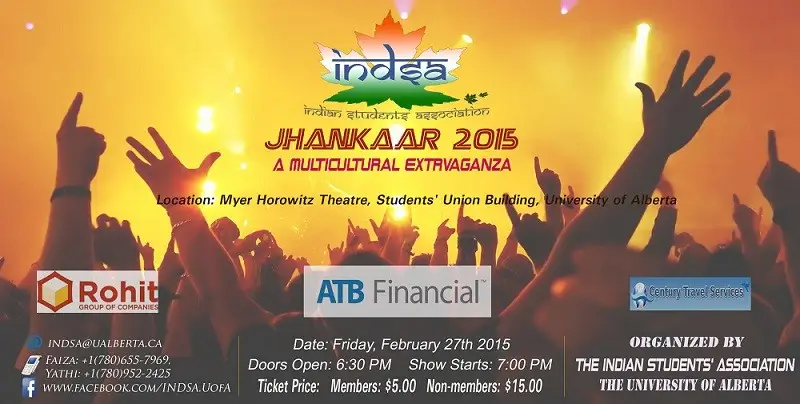 indsa
indian students association
JHANKAAR 2015
A MULTICULTURAL EXTRVAGANZA
Location: Myer Horowitz Theatre, Students' Union Building, University of Alberta
Rohit
GROUP OF COMPANIES
ATB Financial™
Century Travel Services
INDSA@UALBERTA.CA
FAIZA: +1(780)655-7969,
YATHI: +1(780)952-2425
WWW.FACEBOOK.COM/INDSA.UOFA
Date: Friday, February 27th 2015
Doors Open: 6:30 PM Show Starts: 7:00 PM
Ticket Price: Members: $5.00 Non-members: $15.00
ORGANIZED BY
THE INDIAN STUDENTS' ASSOCIATION
THE UNIVERSITY OF ALBERTA